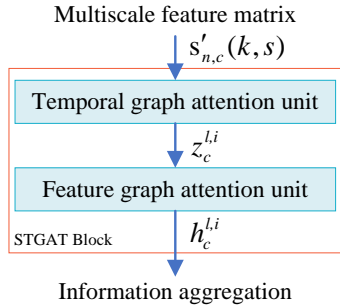 Multiscale feature matrix
s′ₙ,c(k, s)
Temporal graph attention unit
z_c^{l,i}
Feature graph attention unit
STGAT Block
h_c^{l,i}
Information aggregation